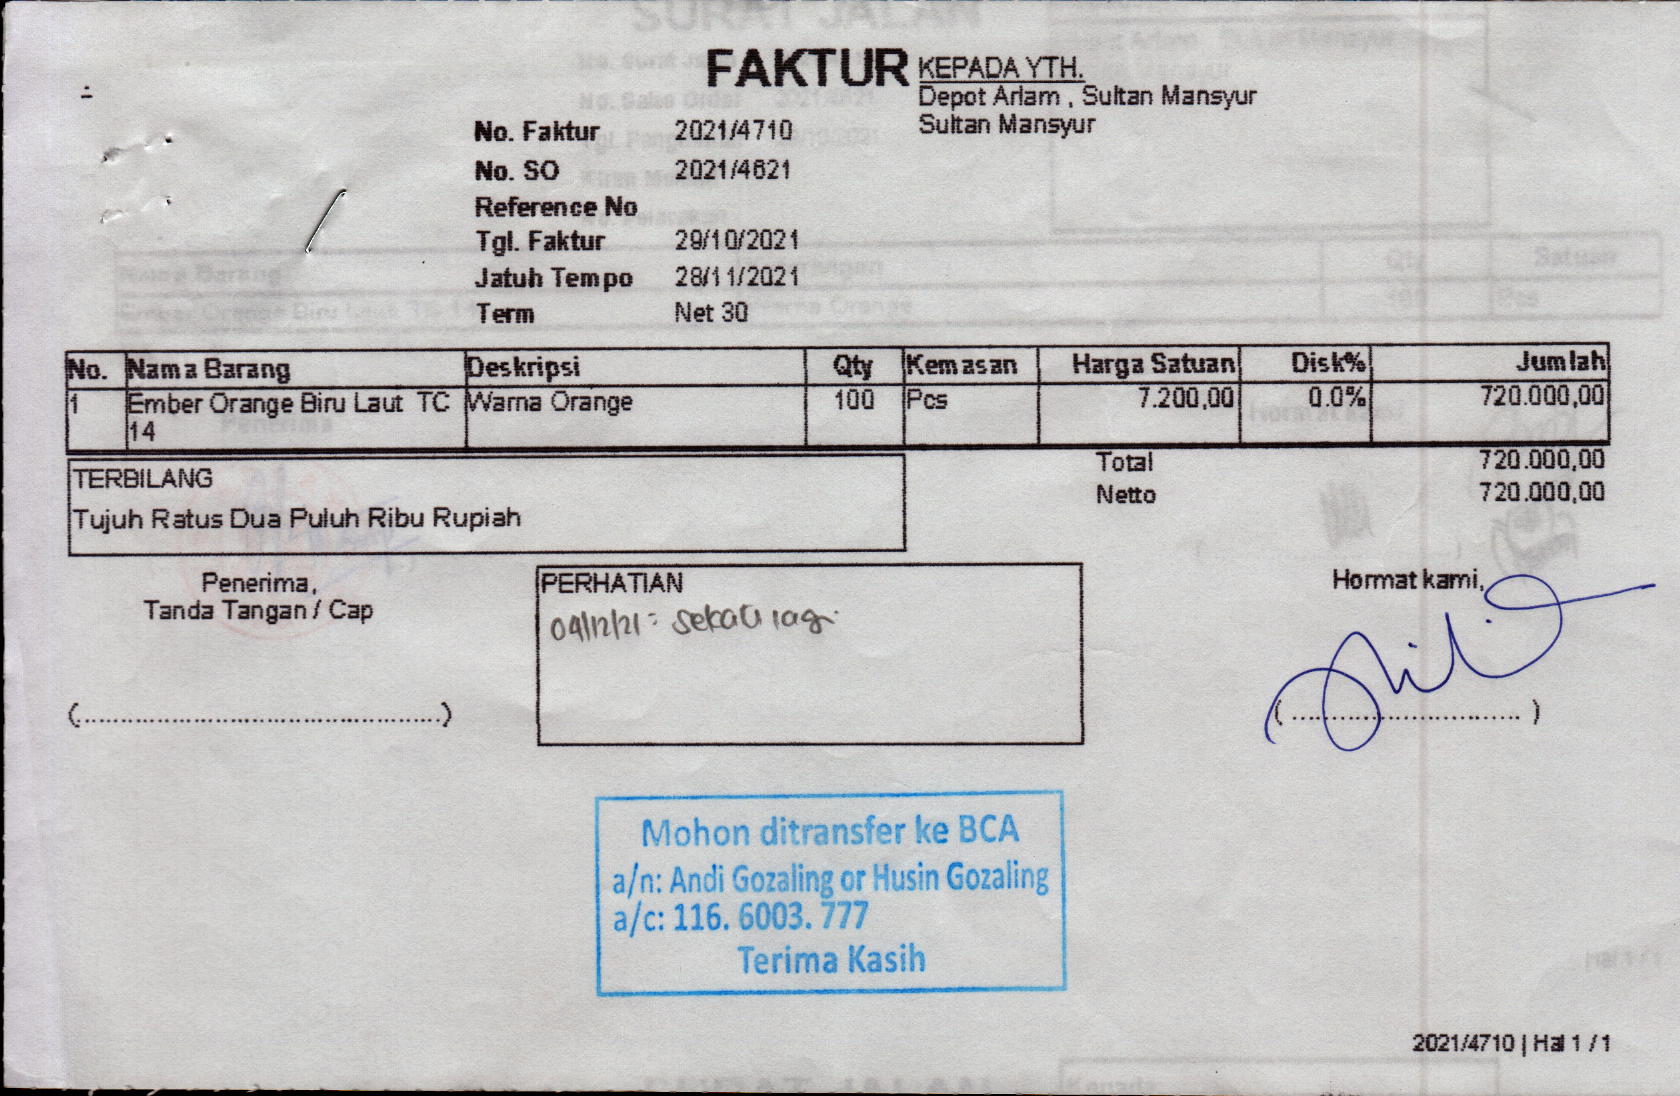 FAKTUR
KEPADA YTH.
Depot Arlam , Sultan Mansyur
Sultan Mansyur
No. Faktur 2021/4710
No. SO 2021/4621
Reference No
Tgl. Faktur 29/10/2021
Jatuh Tempo 28/11/2021
Term Net 30
No. Nama Barang Deskripsi Qty Kemasan Harga Satuan Disk% Jumlah
1 Ember Orange Biru Laut TC Warna Orange 100 Pcs 7.200,00 0.0% 720.000,00
14
Total 720.000,00
Netto 720.000,00
TERBILANG
Tujuh Ratus Dua Puluh Ribu Rupiah
Penerima,
Tanda Tangan / Cap
(................................................)
PERHATIAN
04/12/21: sekali lagi
Hormat kami,
( .............................. )
Mohon ditransfer ke BCA
a/n: Andi Gozaling or Husin Gozaling
a/c: 116. 6003. 777
Terima Kasih
2021/4710 | Hal 1 / 1